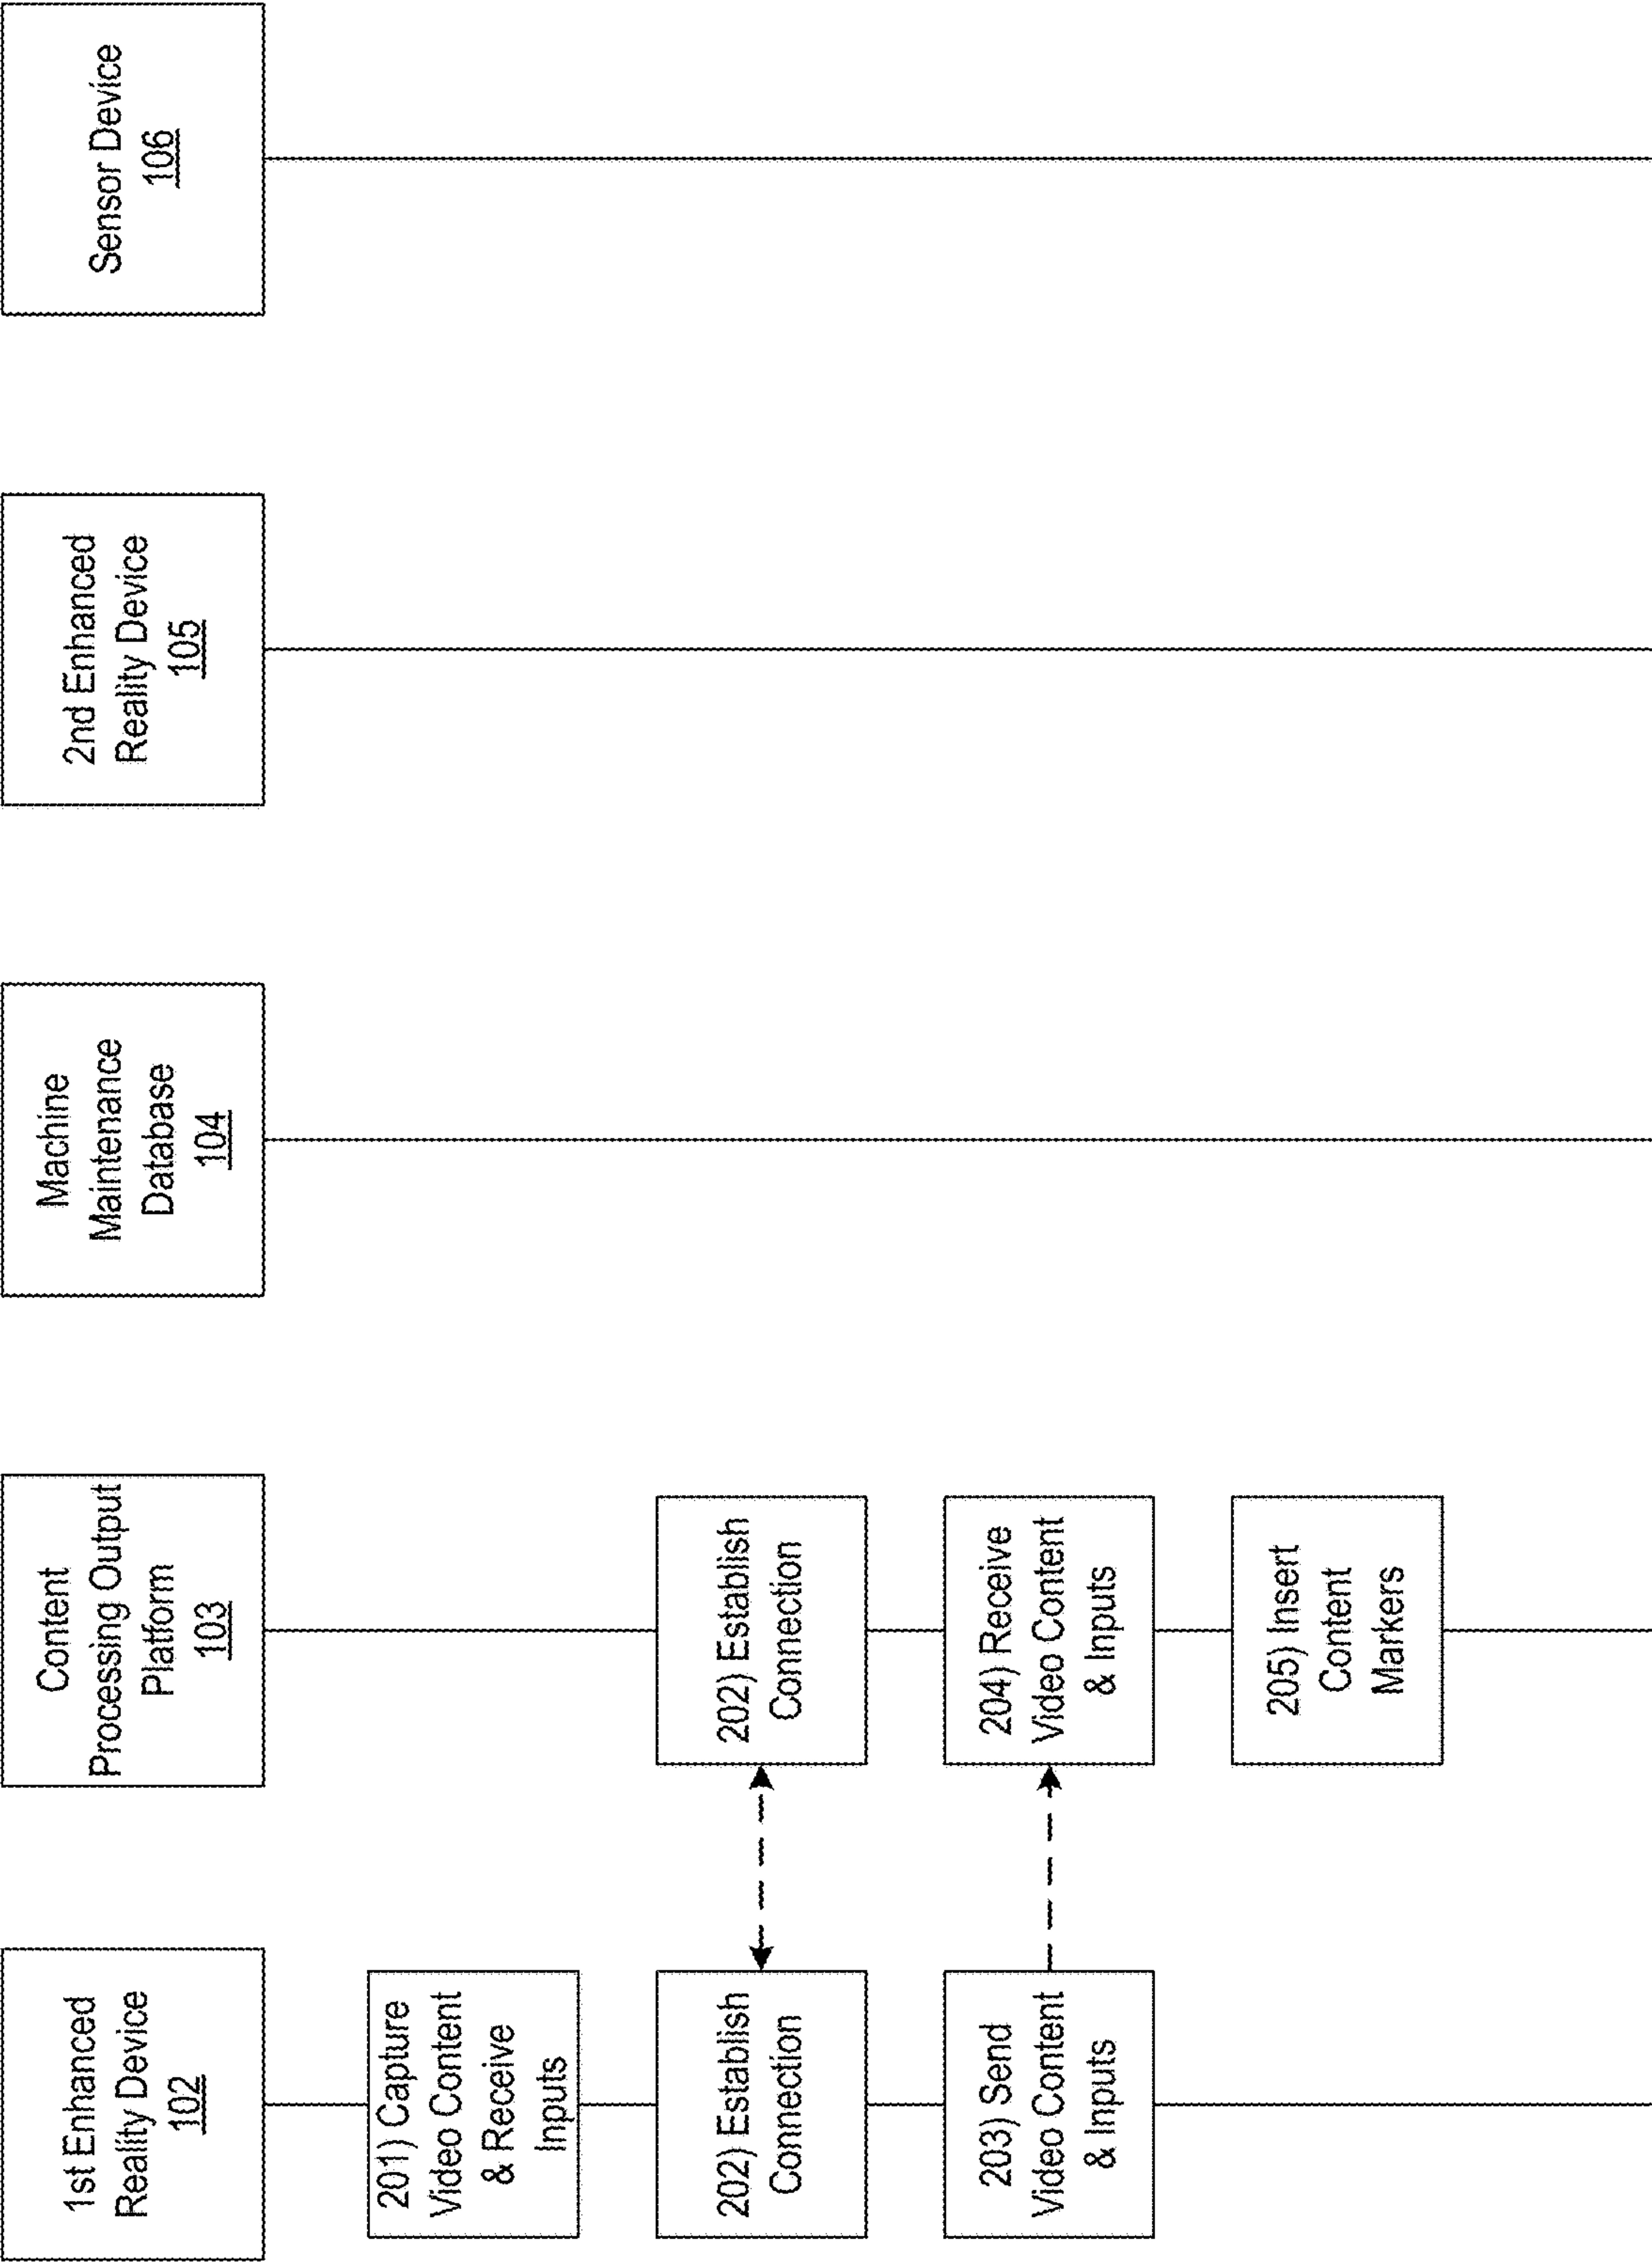 1st Enhanced
Reality Device
102
Content
Processing Output
Platform
103
Machine
Maintenance
Database
104
2nd Enhanced
Reality Device
105
Sensor Device
106
201) Capture
Video Content
& Receive
Inputs
202) Establish
Connection
202) Establish
Connection
203) Send
Video Content
& Inputs
204) Receive
Video Content
& Inputs
205) Insert
Content
Markers